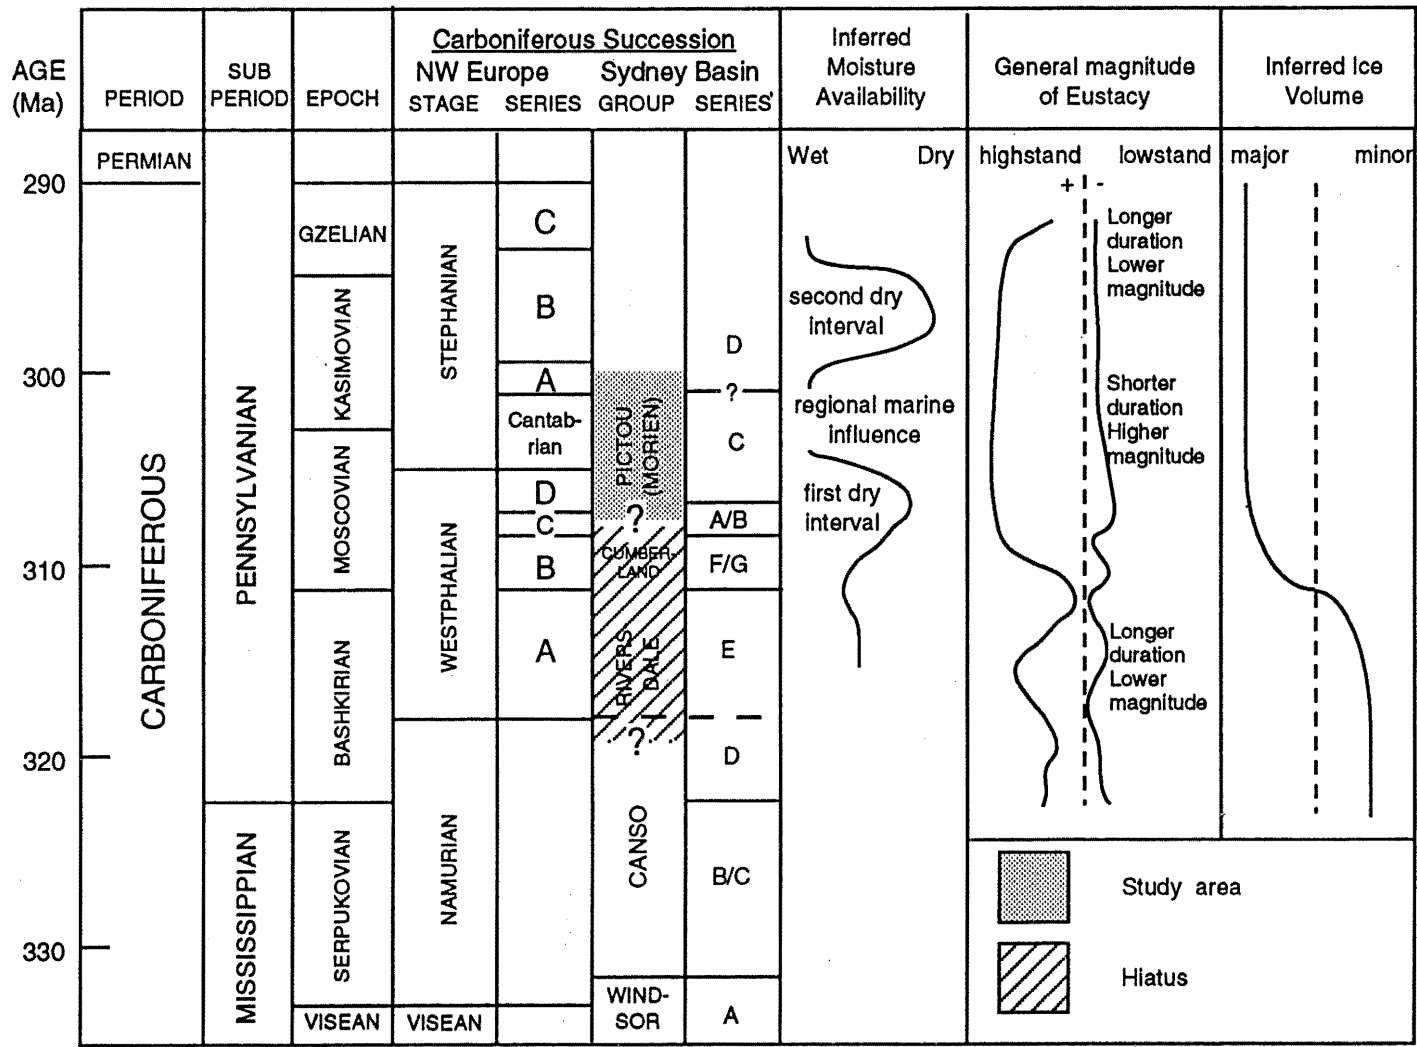 AGE
(Ma)
PERIOD
SUB
PERIOD
EPOCH
Carboniferous Succession
NW Europe
Sydney Basin
STAGE
SERIES
GROUP
SERIES'
Inferred
Moisture
Availability
General magnitude
of Eustacy
Inferred Ice
Volume
PERMIAN
Wet
Dry
highstand
lowstand
+
-
major
minor
290
300
310
320
330
CARBONIFEROUS
PENNSYLVANIAN
MISSISSIPPIAN
GZELIAN
KASIMOVIAN
MOSCOVIAN
BASHKIRIAN
SERPUKOVIAN
VISEAN
STEPHANIAN
WESTPHALIAN
NAMURIAN
VISEAN
C
B
A
Cantab-
rian
D
C
B
A
PICTOU
(MORIEN)
?
CUMBER-
LAND
RIVERS
DALE
?
CANSO
WIND-
SOR
D
?
C
A/B
F/G
E
D
B/C
A
second dry
interval
regional marine
influence
first dry
interval
Longer
duration
Lower
magnitude
Shorter
duration
Higher
magnitude
Longer
duration
Lower
magnitude
Study area
Hiatus